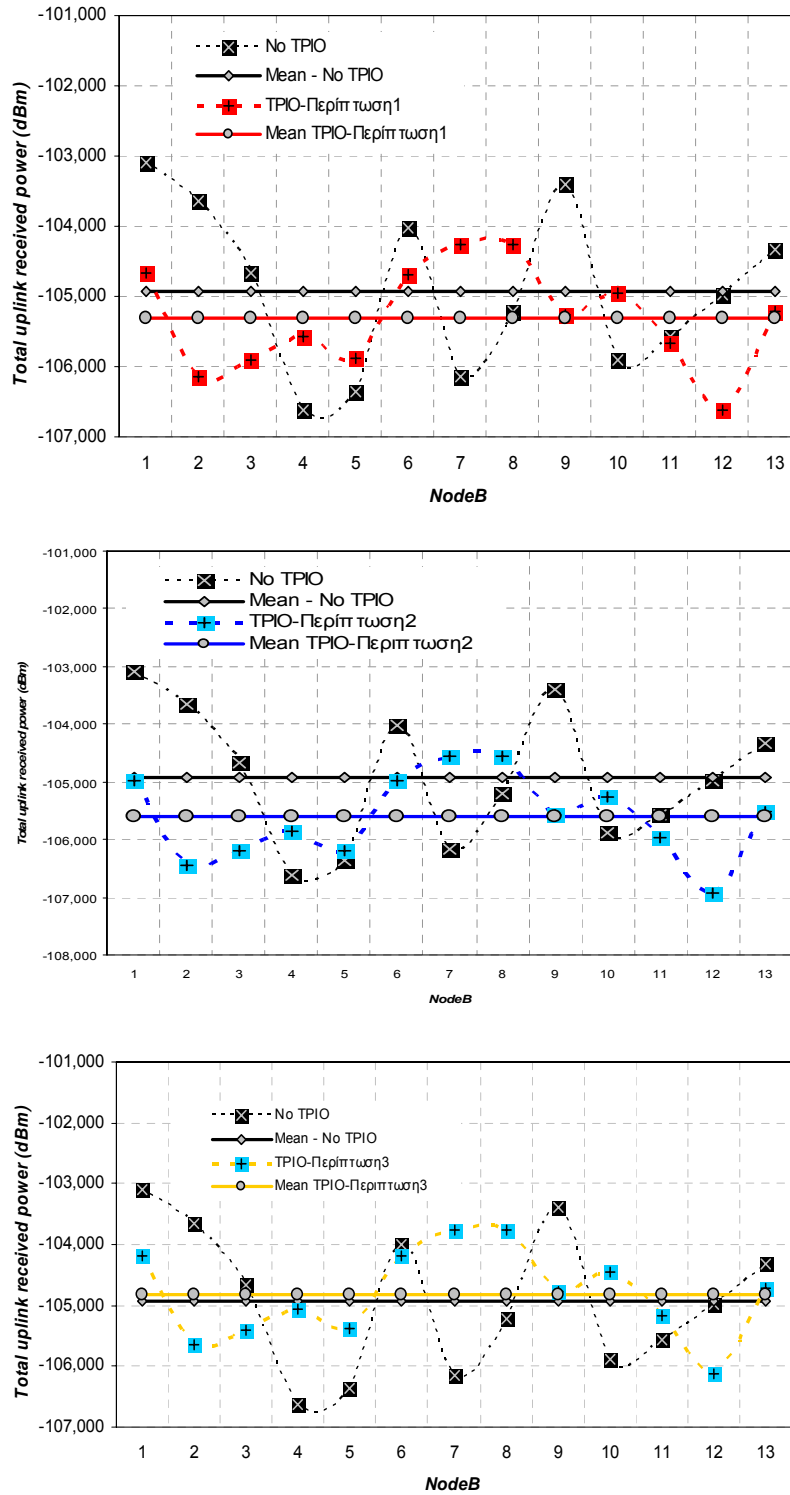 -101,000
-102,000
-103,000
-104,000
-105,000
-106,000
-107,000
Total uplink received power (dBm)
No TPIO
Mean - No TPIO
TPIO-Περίπτωση1
Mean TPIO-Περίπτωση1
1 2 3 4 5 6 7 8 9 10 11 12 13
NodeB
-101,000
-102,000
-103,000
-104,000
-105,000
-106,000
-107,000
-108,000
Total uplink received power (dBm)
No TPIO
Mean - No TPIO
TPIO-Περίπτωση2
Mean TPIO-Περιπτωση2
1 2 3 4 5 6 7 8 9 10 11 12 13
NodeB
-101,000
-102,000
-103,000
-104,000
-105,000
-106,000
-107,000
Total uplink received power (dBm)
No TPIO
Mean - No TPIO
TPIO-Περίπτωση3
Mean TPIO-Περιπτωση3
1 2 3 4 5 6 7 8 9 10 11 12 13
NodeB